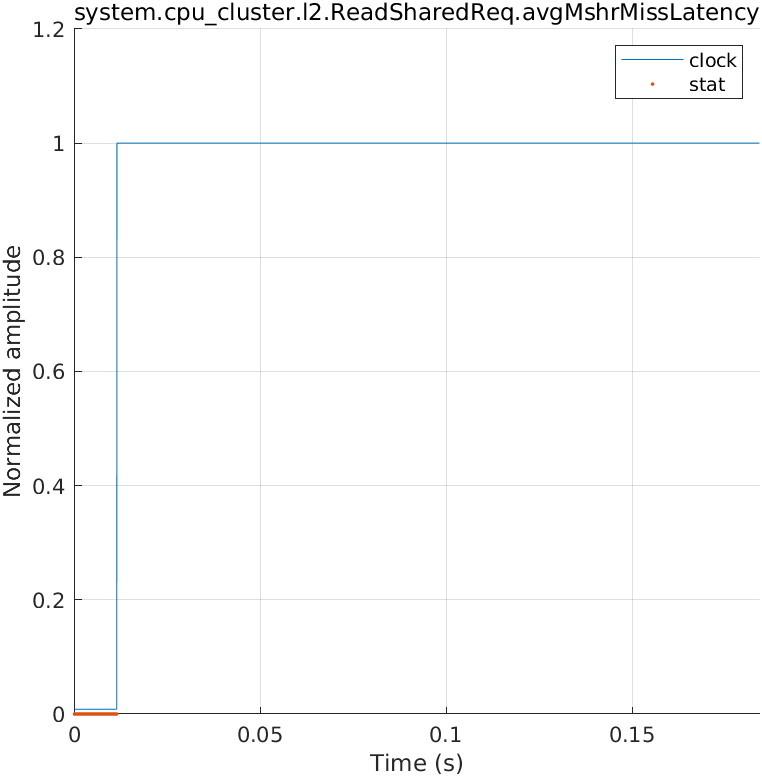 system.cpu_cluster.l2.ReadSharedReq.avgMshrMissLatency
1.2
clock
stat
1
0.8
Normalized amplitude
0.6
0.4
0.2
0
0 0.05 0.1 0.15
Time (s)